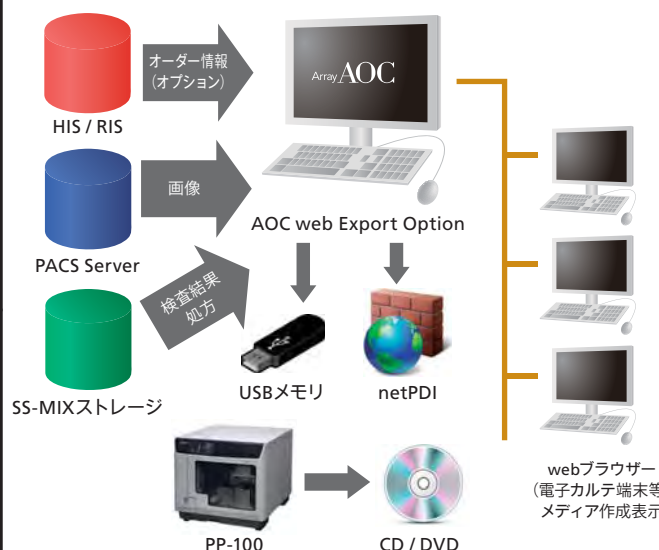 オーダー情報
(オプション)
Array AOC
HIS / RIS
画像
AOC web Export Option
PACS Server
検査結果
処方
SS-MIXストレージ
USBメモリ
netPDI
webブラウザー
(電子カルテ端末等
メディア作成表示
PP-100
CD / DVD